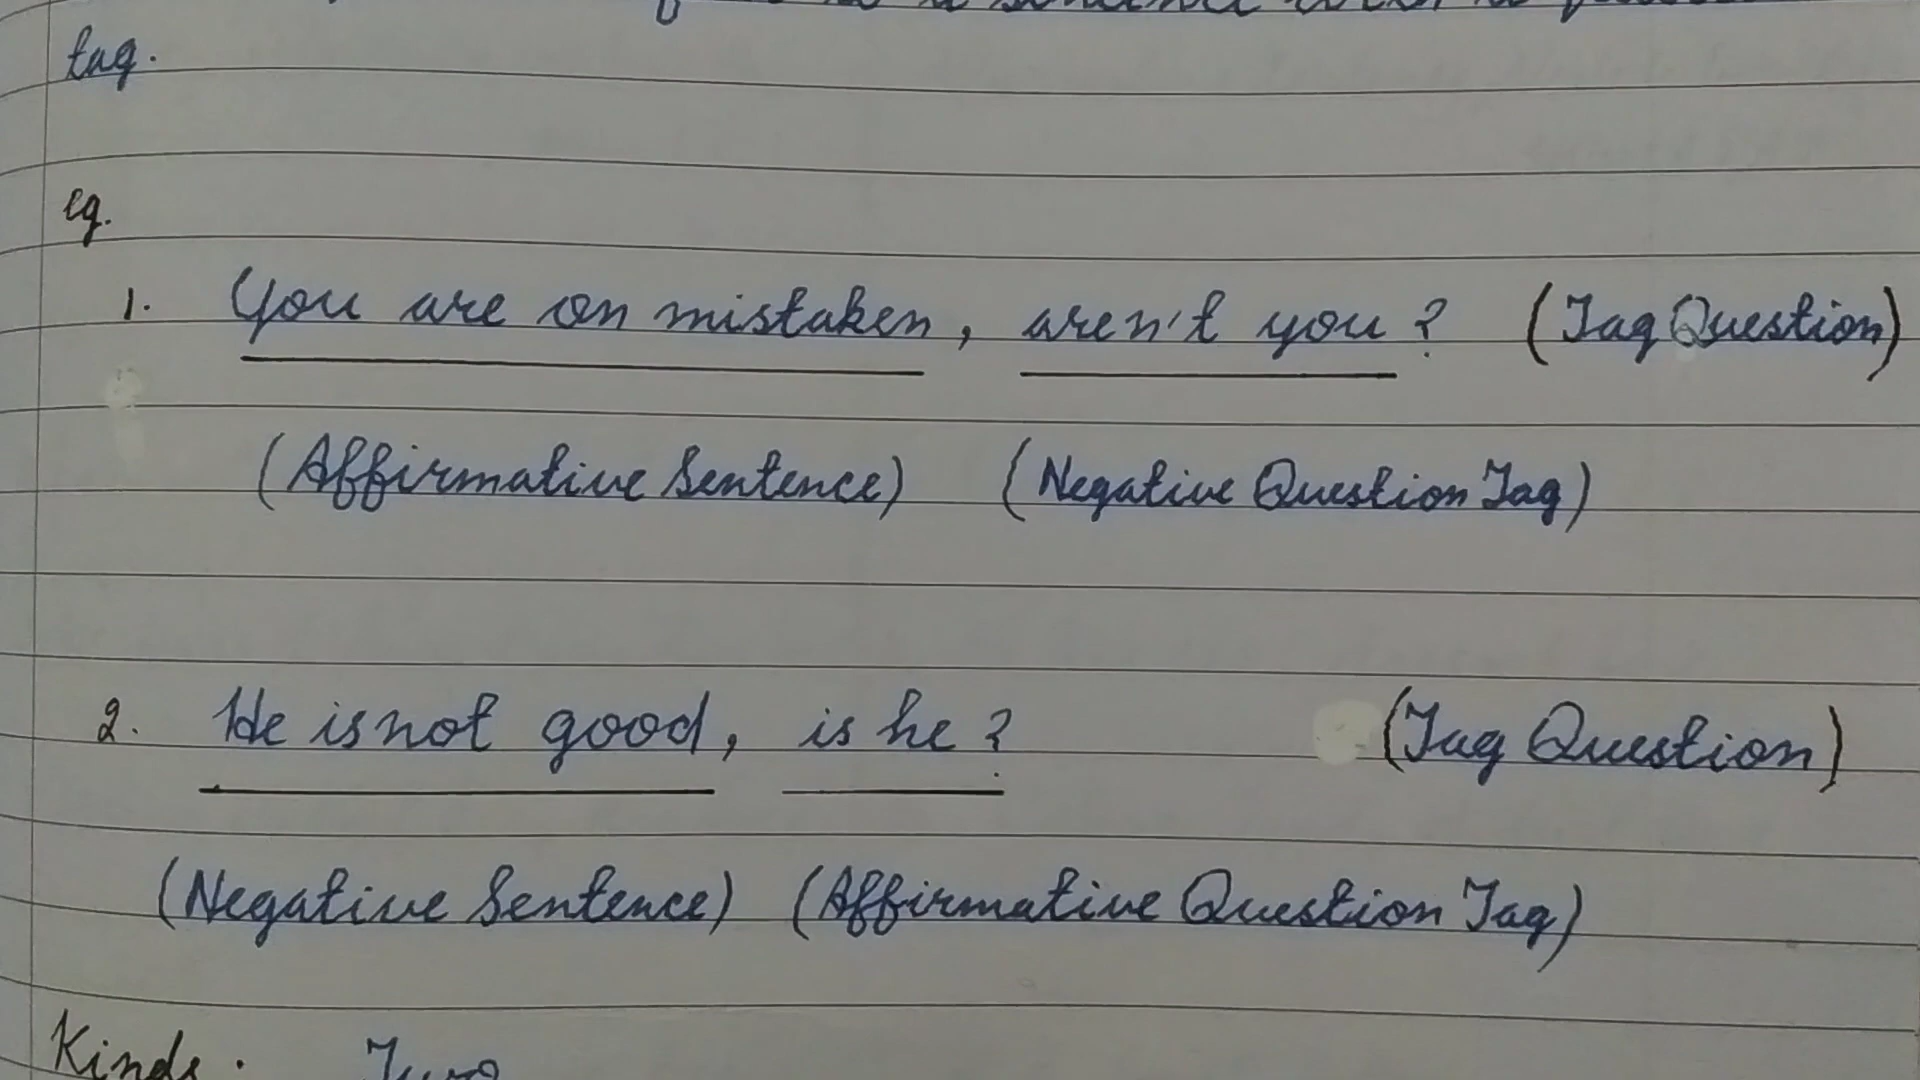 tag.
eg.
1. You are on mistaken, aren't you? (Tag Question)
(Affirmative Sentence) (Negative Question Tag)
2. He is not good, is he? (Tag Question)
(Negative Sentence) (Affirmative Question Tag)
Kinds. Two